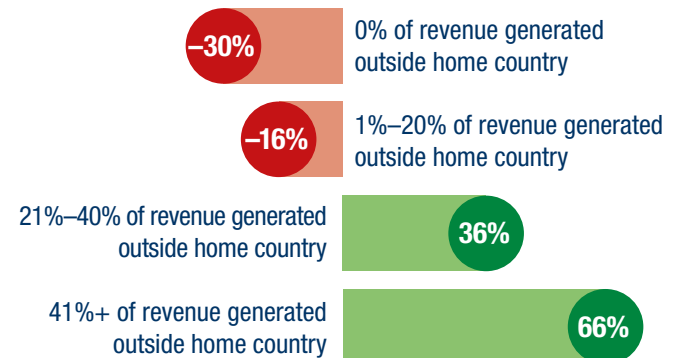 –30%
0% of revenue generated
outside home country
–16%
1%–20% of revenue generated
outside home country
21%–40% of revenue generated
outside home country
36%
41%+ of revenue generated
outside home country
66%